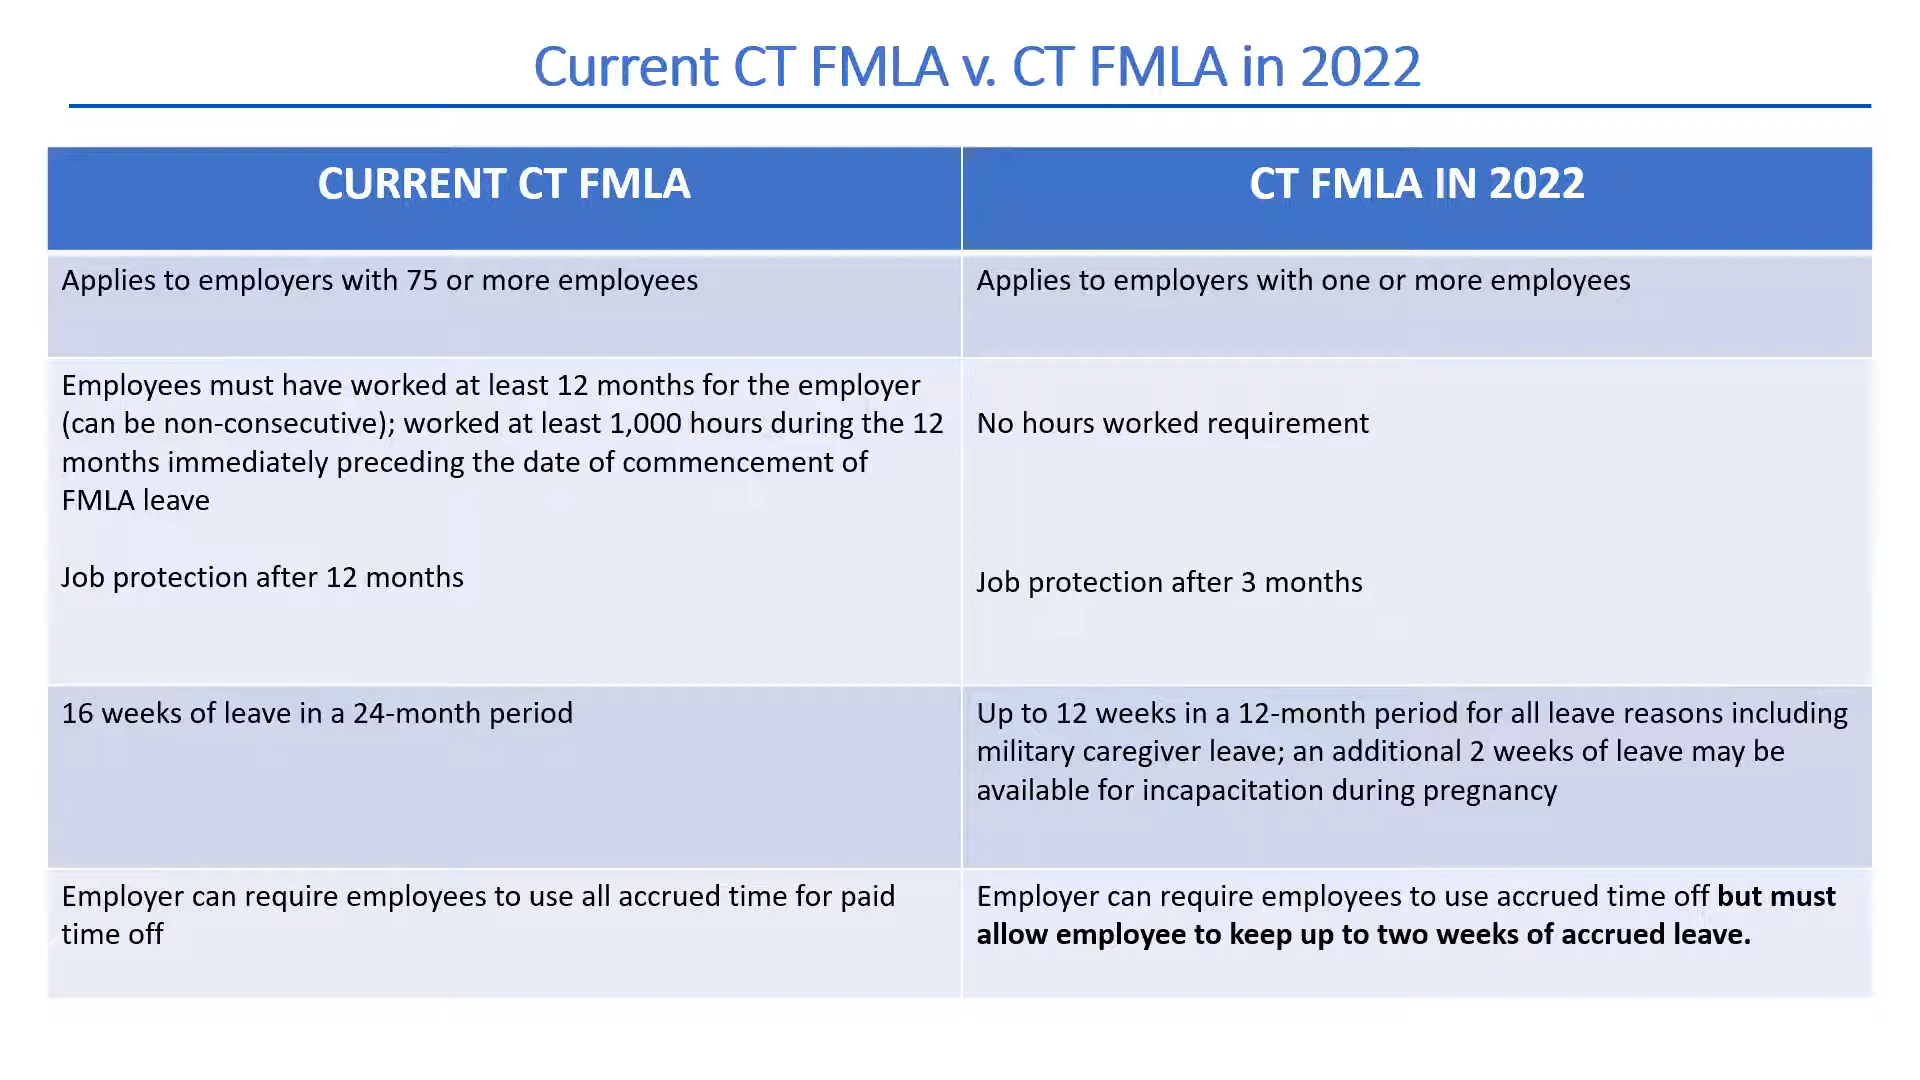 Current CT FMLA v. CT FMLA in 2022
CURRENT CT FMLA
CT FMLA IN 2022
Applies to employers with 75 or more employees
Applies to employers with one or more employees
Employees must have worked at least 12 months for the employer
(can be non-consecutive); worked at least 1,000 hours during the 12
months immediately preceding the date of commencement of
FMLA leave
Job protection after 12 months
No hours worked requirement
Job protection after 3 months
16 weeks of leave in a 24-month period
Up to 12 weeks in a 12-month period for all leave reasons including
military caregiver leave; an additional 2 weeks of leave may be
available for incapacitation during pregnancy
Employer can require employees to use all accrued time for paid
time off
Employer can require employees to use accrued time off but must
allow employee to keep up to two weeks of accrued leave.